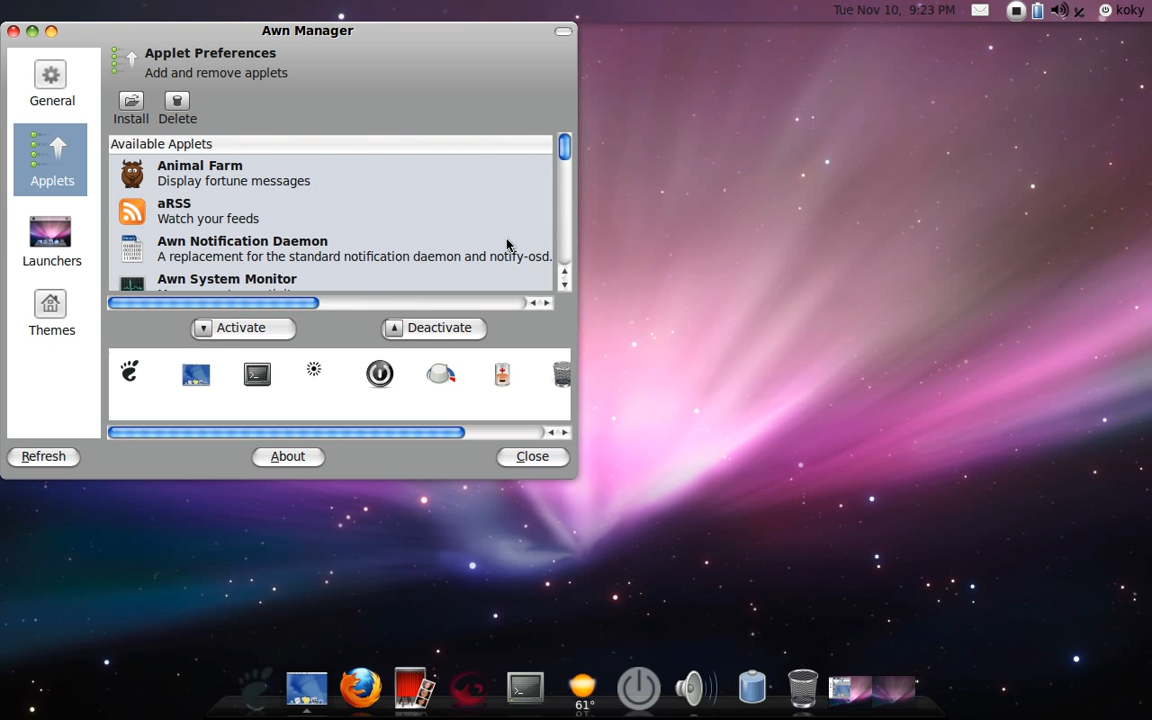 Tue Nov 10, 9:23 PM
koky
Awn Manager
Applet Preferences
Add and remove applets
General
Applets
Launchers
Themes
Install
Delete
Available Applets
Animal Farm
Display fortune messages
aRSS
Watch your feeds
Awn Notification Daemon
A replacement for the standard notification daemon and notify-osd.
Awn System Monitor
Activate
Deactivate
Refresh
About
Close
61°